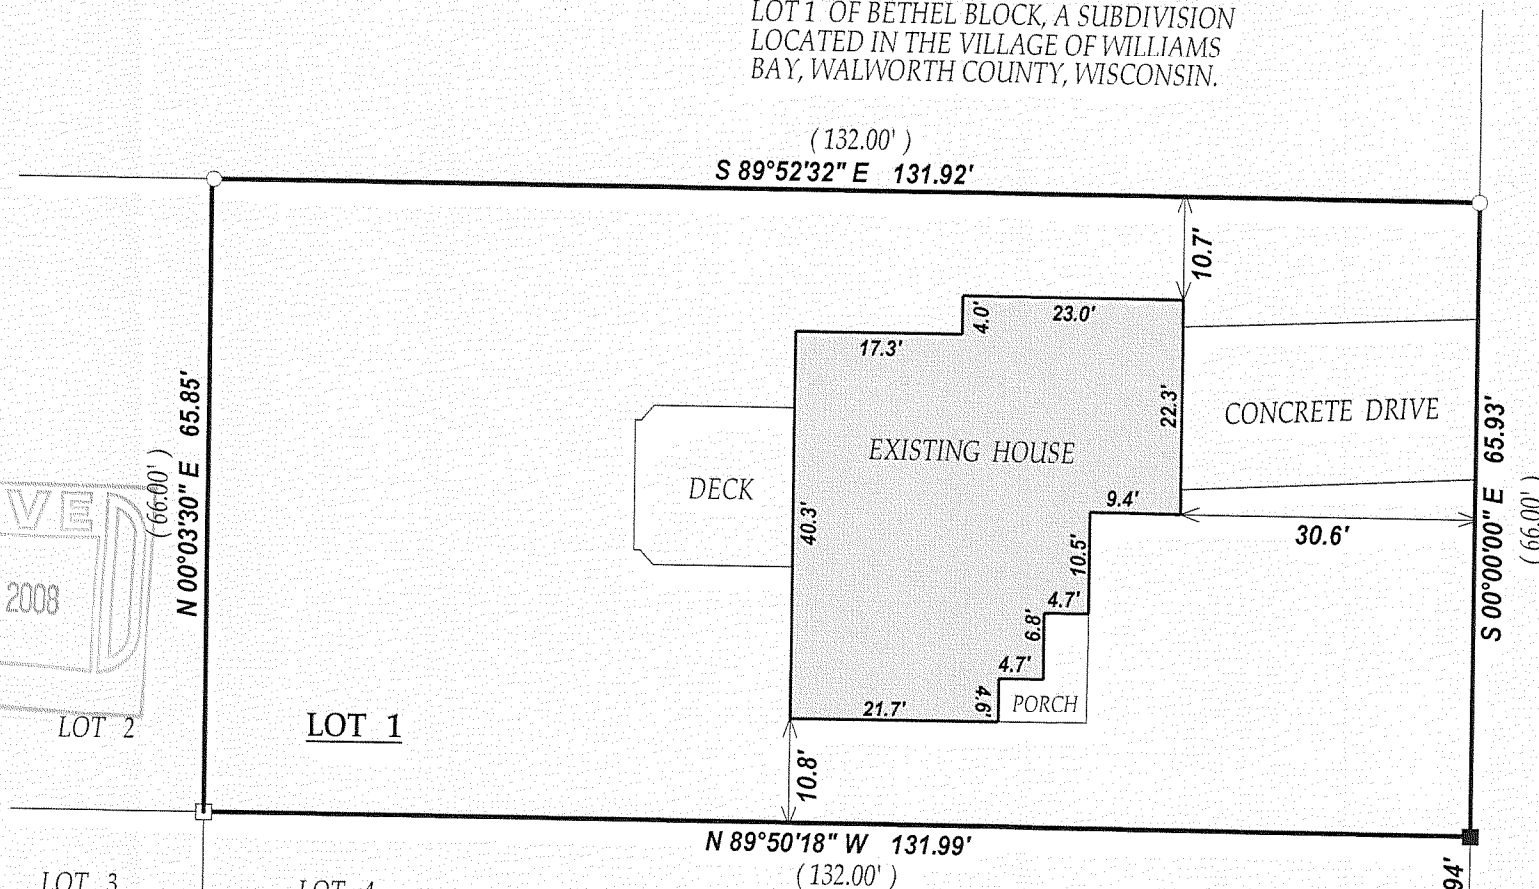 LOT 1 OF BETHEL BLOCK, A SUBDIVISION
LOCATED IN THE VILLAGE OF WILLIAMS
BAY, WALWORTH COUNTY, WISCONSIN.
( 132.00' )
S 89°52'32" E 131.92'
10.7'
4.0'
23.0'
17.3'
22.3'
CONCRETE DRIVE
EXISTING HOUSE
DECK
40.3'
9.4'
30.6'
10.5'
4.7'
6.8'
4.7'
4.6'
PORCH
21.7'
10.8'
N 00°03'30" E 65.85'
( 66.00' )
S 00°00'00" E 65.93'
( 66.00' )
VED
2008
LOT 2
LOT 1
N 89°50'18" W 131.99'
( 132.00' )
LOT 3
LOT 4
94'